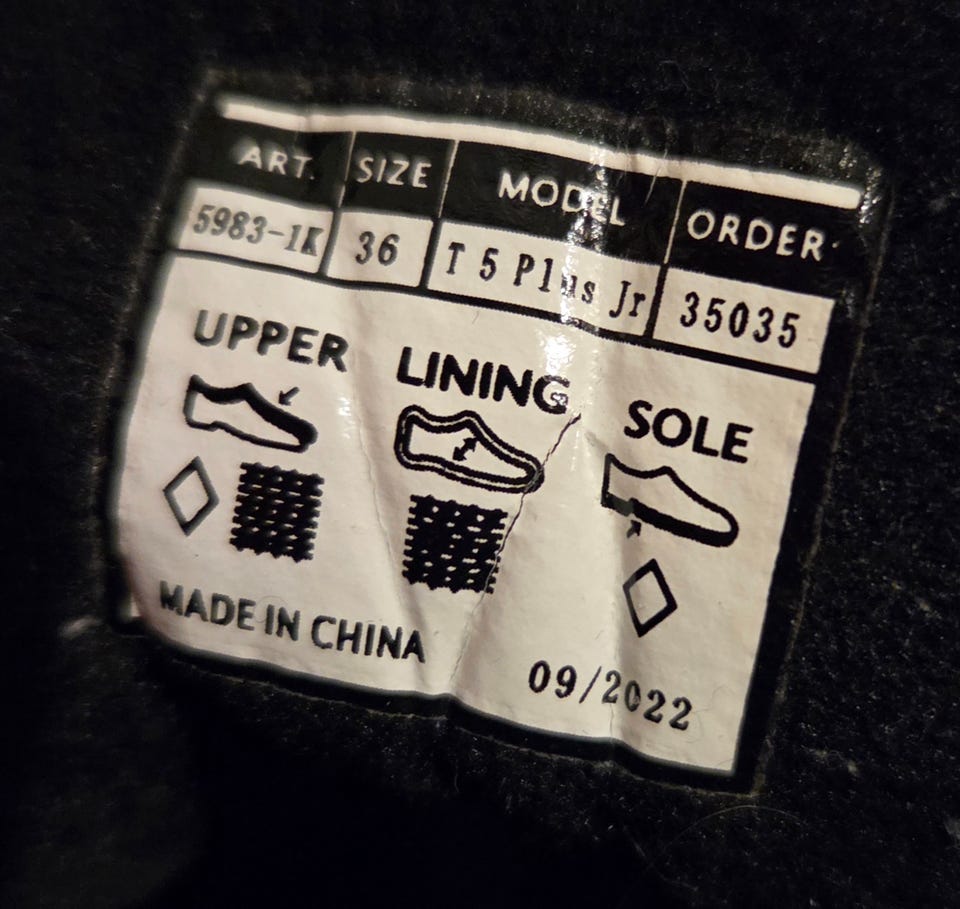 ART. SIZE MODEL ORDER
5983-1K 36 T 5 Plus Jr 35035
UPPER LINING SOLE
MADE IN CHINA
09/2022